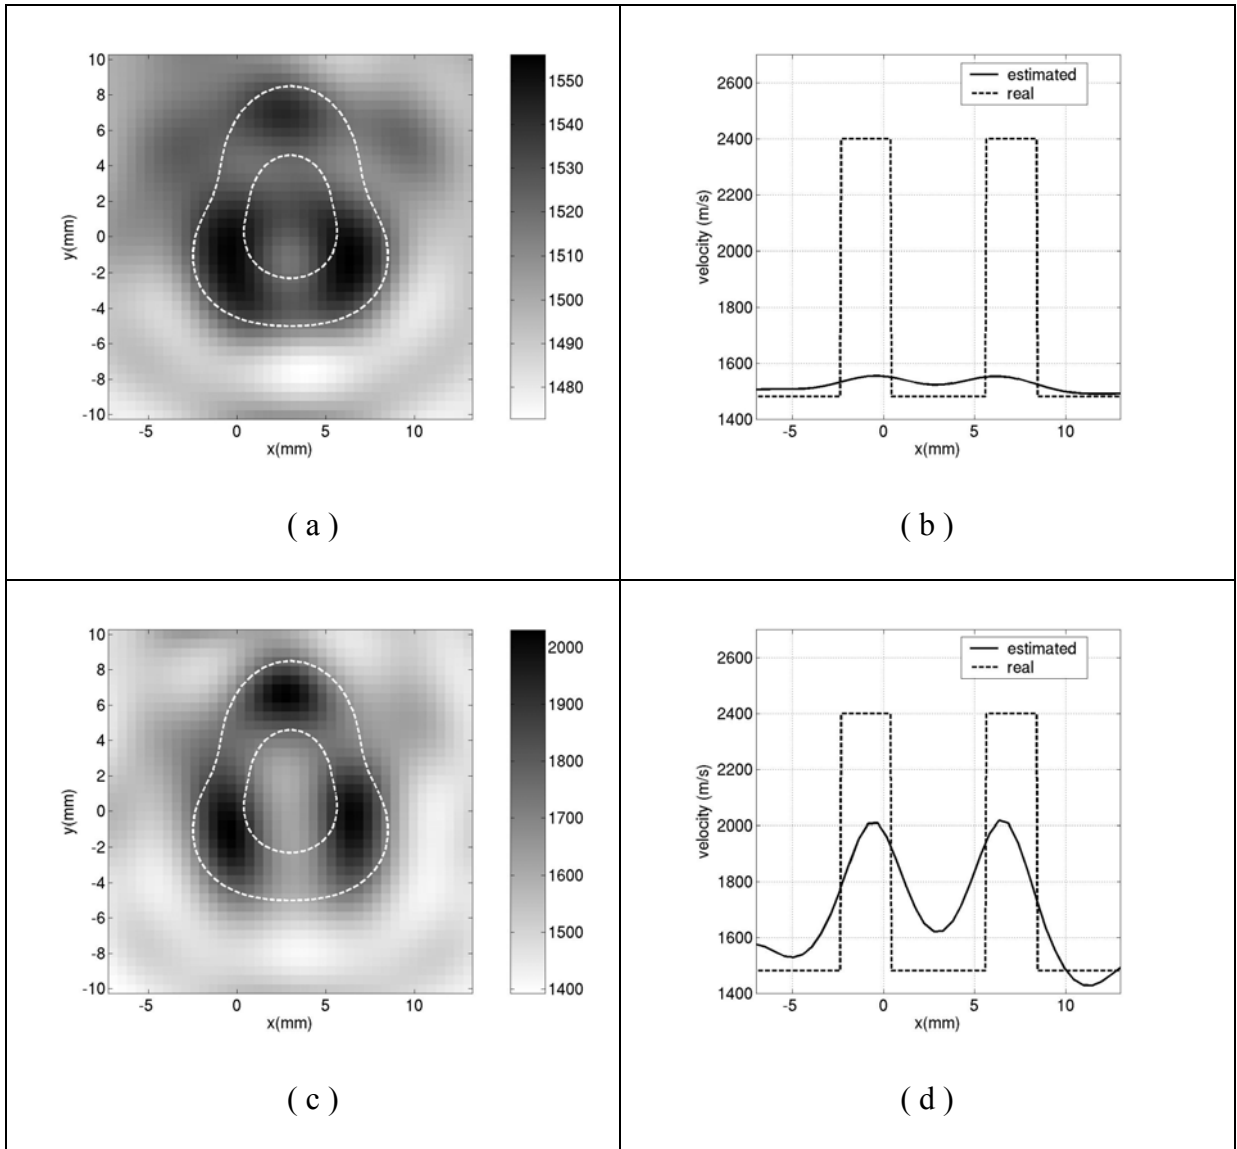 10
8
6
4
2
0
-2
-4
-6
-8
-10
y(mm)
-5 0 5 10
x(mm)
1550
1540
1530
1520
1510
1500
1490
1480
( a )
estimated
real
2600
2400
2200
2000
1800
1600
1400
velocity (m/s)
-5 0 5 10
x(mm)
( b )
10
8
6
4
2
0
-2
-4
-6
-8
-10
y(mm)
-5 0 5 10
x(mm)
2000
1900
1800
1700
1600
1500
1400
( c )
estimated
real
2600
2400
2200
2000
1800
1600
1400
velocity (m/s)
-5 0 5 10
x(mm)
( d )